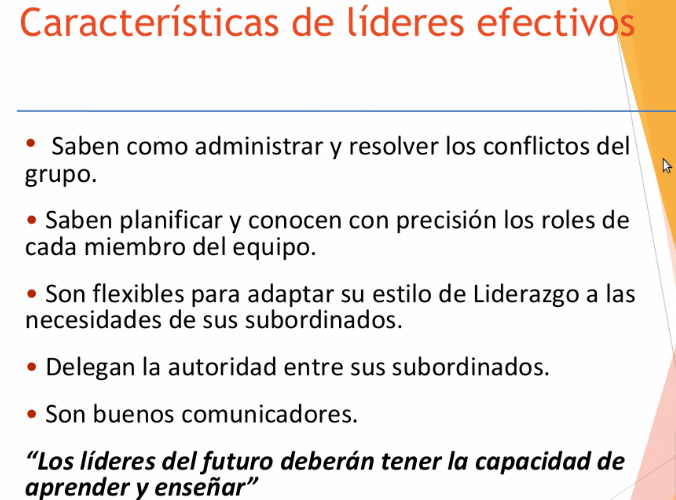 Características de líderes efectivos
• Saben como administrar y resolver los conflictos del
grupo.
• Saben planificar y conocen con precisión los roles de
cada miembro del equipo.
• Son flexibles para adaptar su estilo de Liderazgo a las
necesidades de sus subordinados.
• Delegan la autoridad entre sus subordinados.
• Son buenos comunicadores.
“Los líderes del futuro deberán tener la capacidad de
aprender y enseñar”